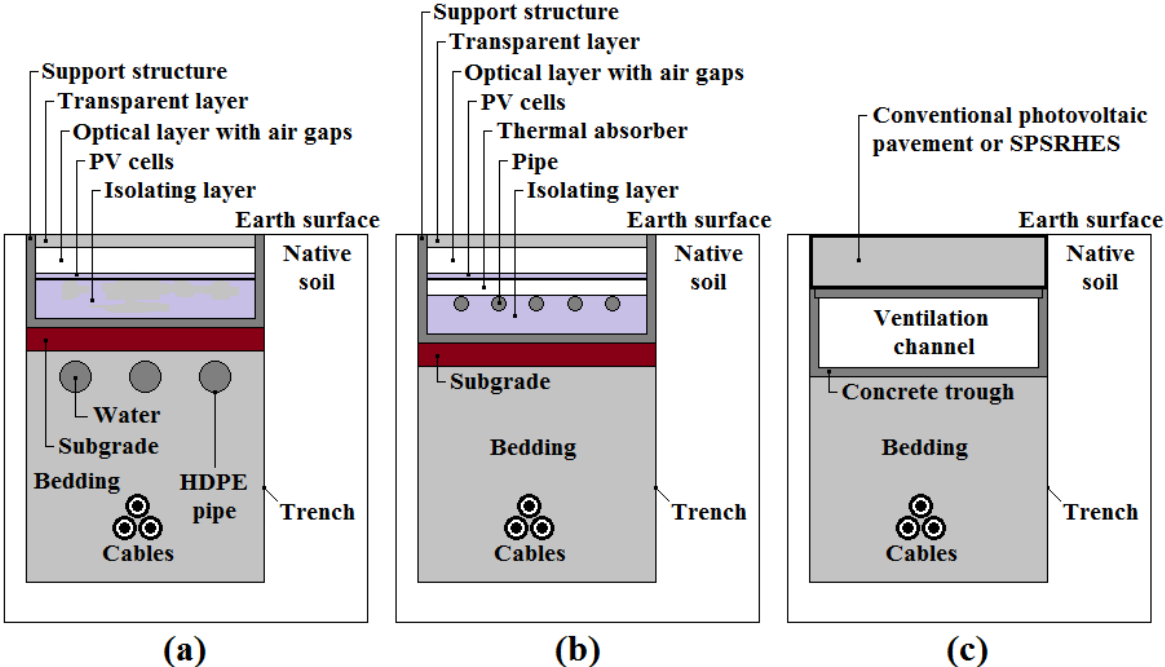 Support structure
Transparent layer
Optical layer with air gaps
PV cells
Isolating layer
Earth surface
Native
soil
Water
Subgrade
Bedding
HDPE
pipe
Trench
Cables
(a)
Support structure
Transparent layer
Optical layer with air gaps
PV cells
Thermal absorber
Pipe
Isolating layer
Earth surface
Native
soil
Subgrade
Bedding
Trench
Cables
(b)
Conventional photovoltaic
pavement or SPSRHES
Earth surface
Native
soil
Ventilation
channel
Concrete trough
Bedding
Trench
Cables
(c)